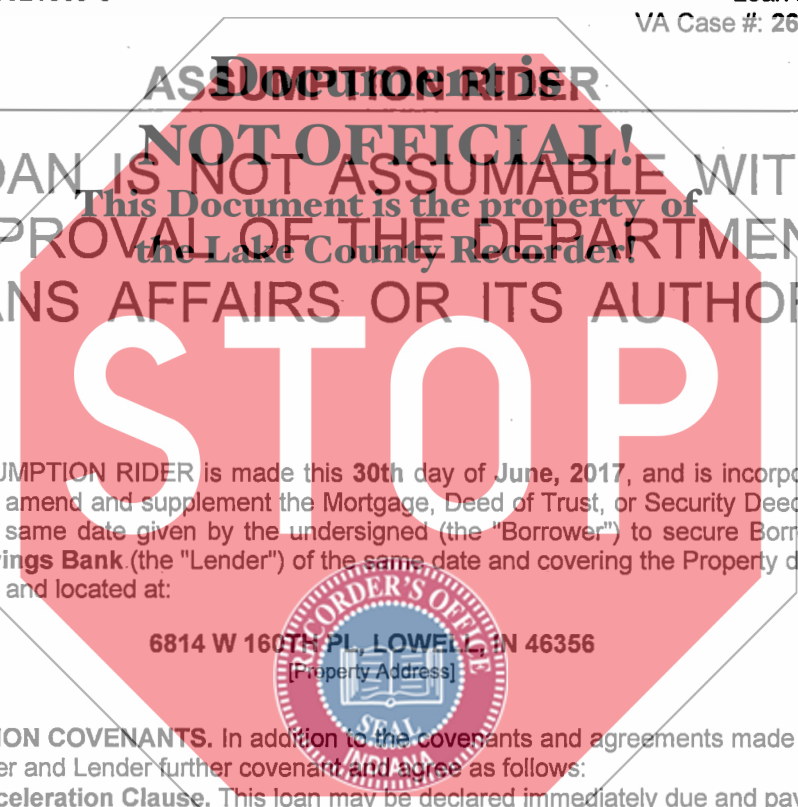 VA Case #: 26
ASSUMPTION RIDER
Document is
NOT OFFICIAL!
This Document is the property of
the Lake County Recorder!
OAN IS NOT ASSUMABLE WIT
PROVAL OF THE DEPARTMEN
ANS AFFAIRS OR ITS AUTHOR
STOP
UMPTION RIDER is made this 30th day of June, 2017, and is incorpo
amend and supplement the Mortgage, Deed of Trust, or Security Deed
same date given by the undersigned (the "Borrower") to secure Borr
ings Bank (the "Lender") of the same date and covering the Property d
and located at:
6814 W 160TH PL, LOWELL, IN 46356
[Property Address]
RECORDER'S OFFICE
SEAL
INDIANA
ION COVENANTS. In addition to the covenants and agreements made
er and Lender further covenant and agree as follows:
celeration Clause. This loan may be declared immediately due and pay